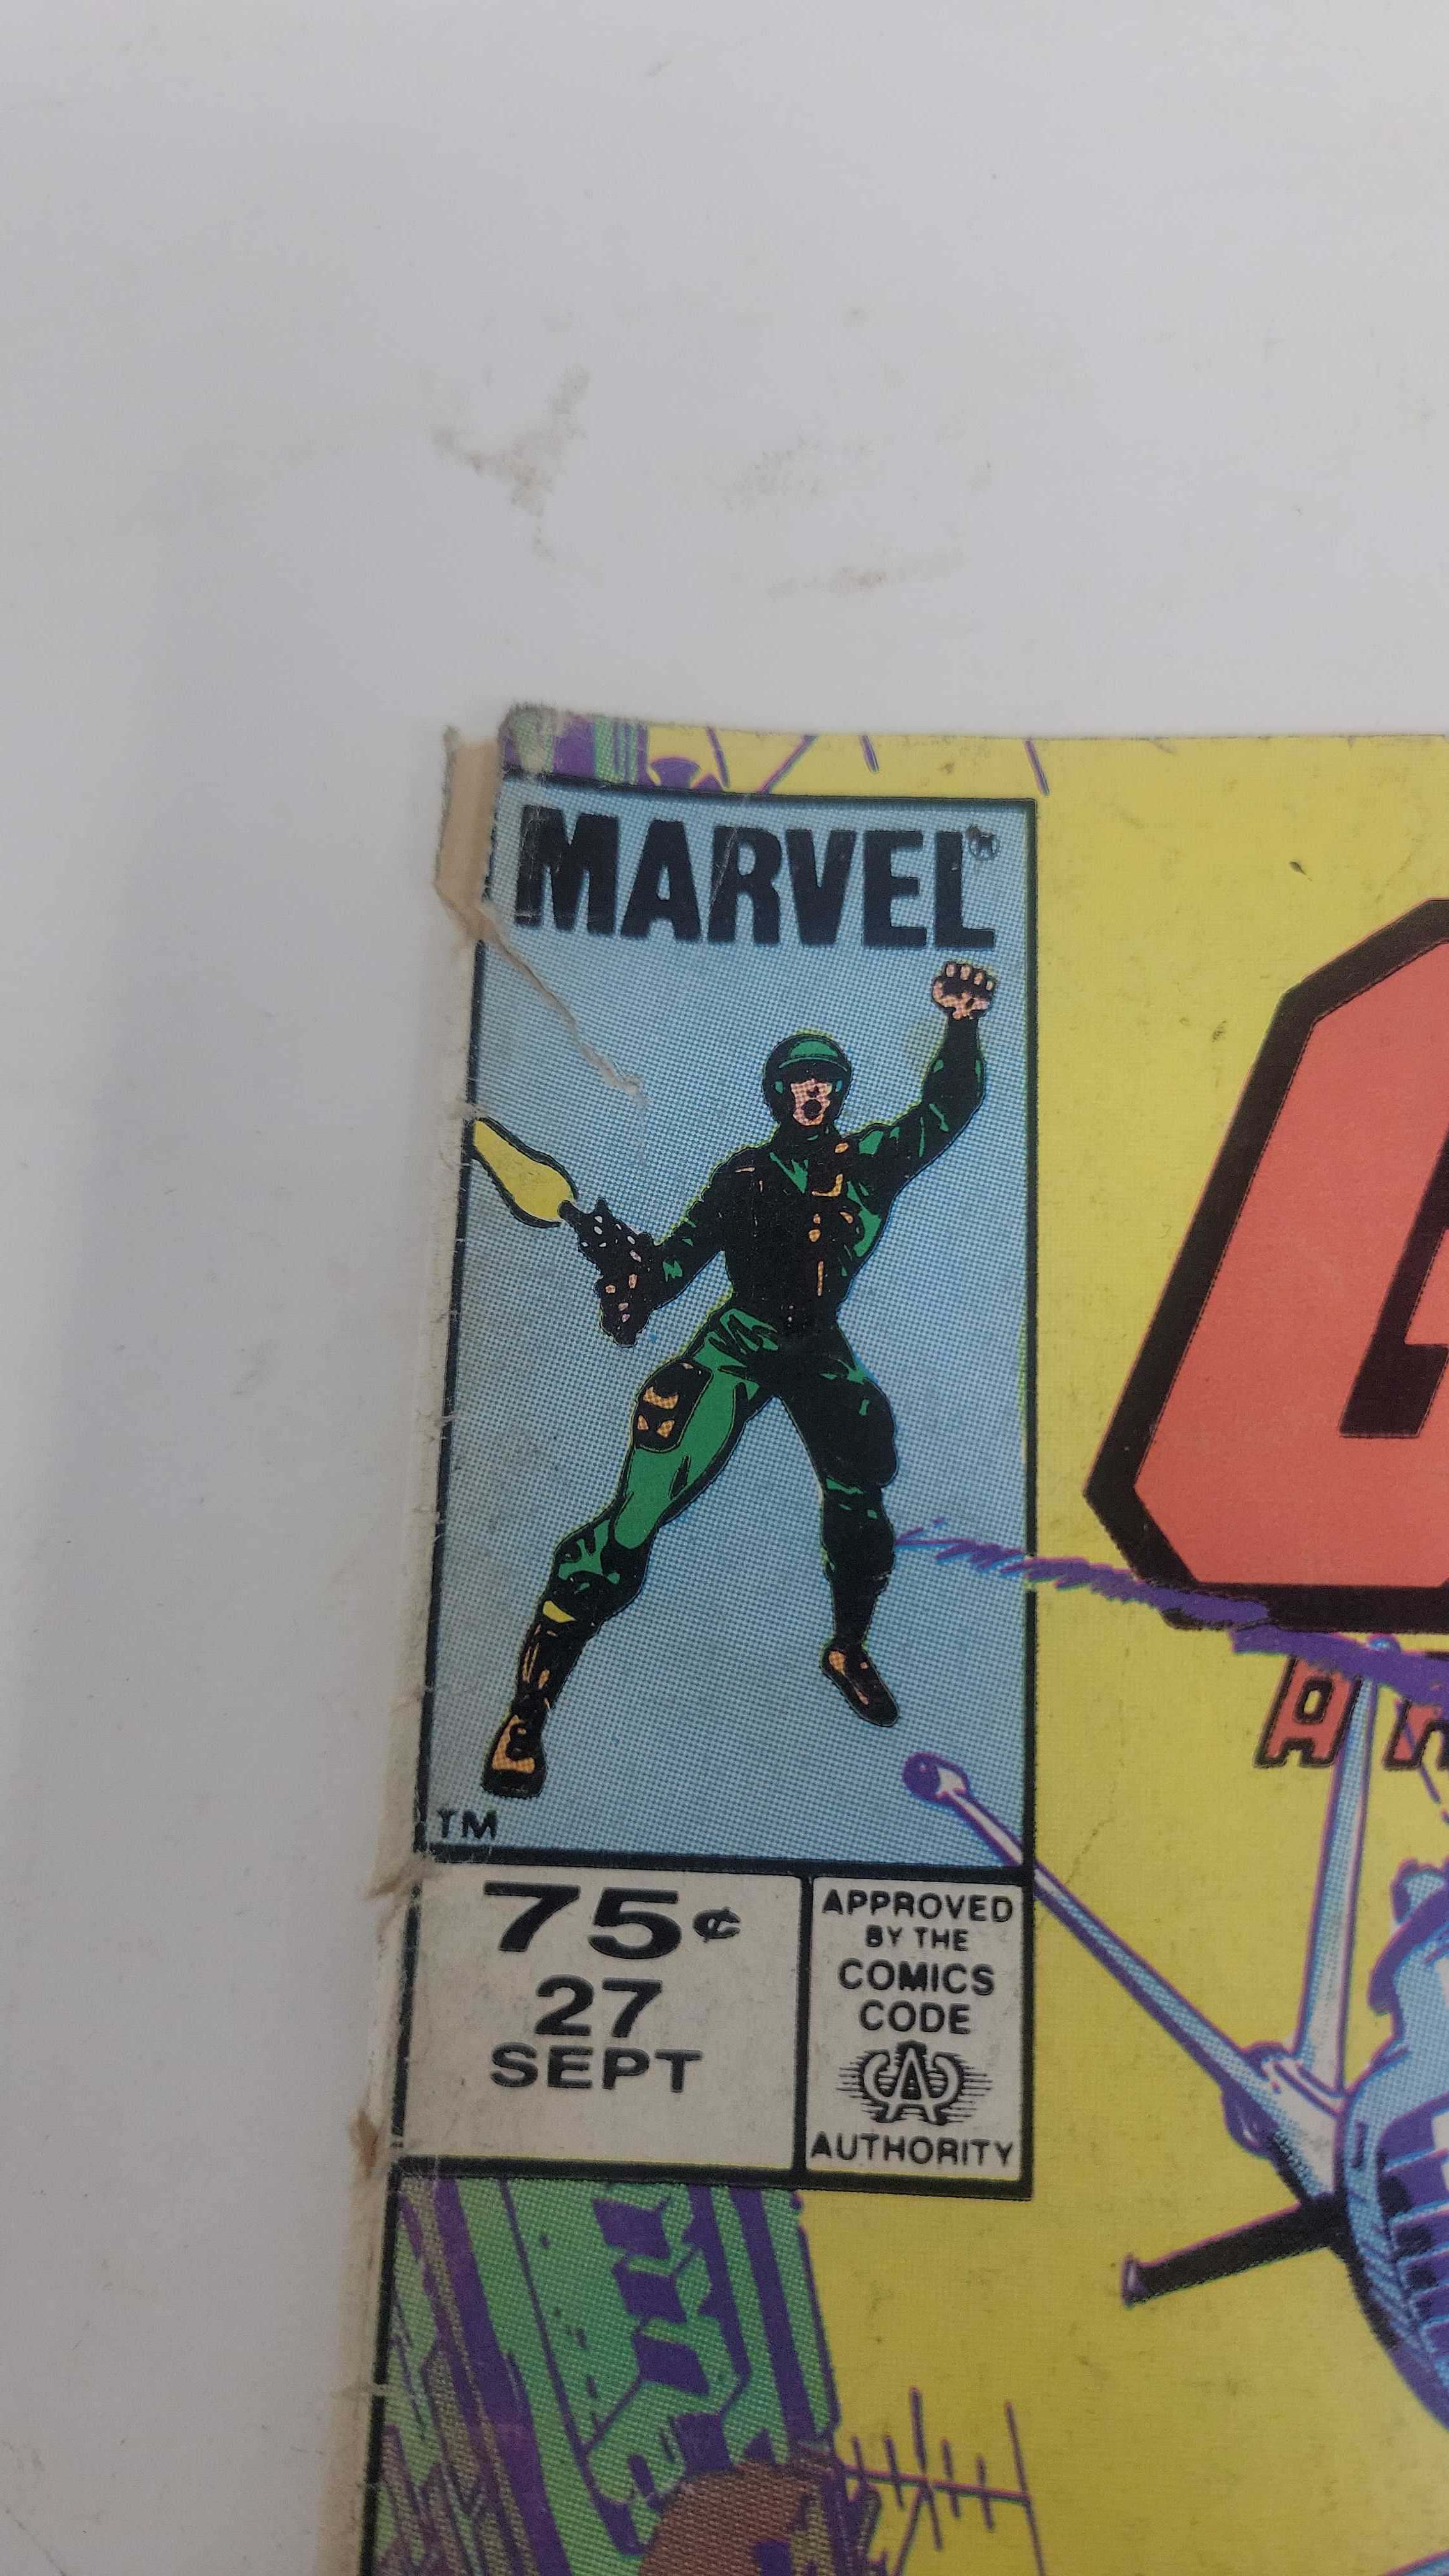 MARVEL®
TM
75¢
27
SEPT
APPROVED
BY THE
COMICS
CODE
A
AUTHORITY